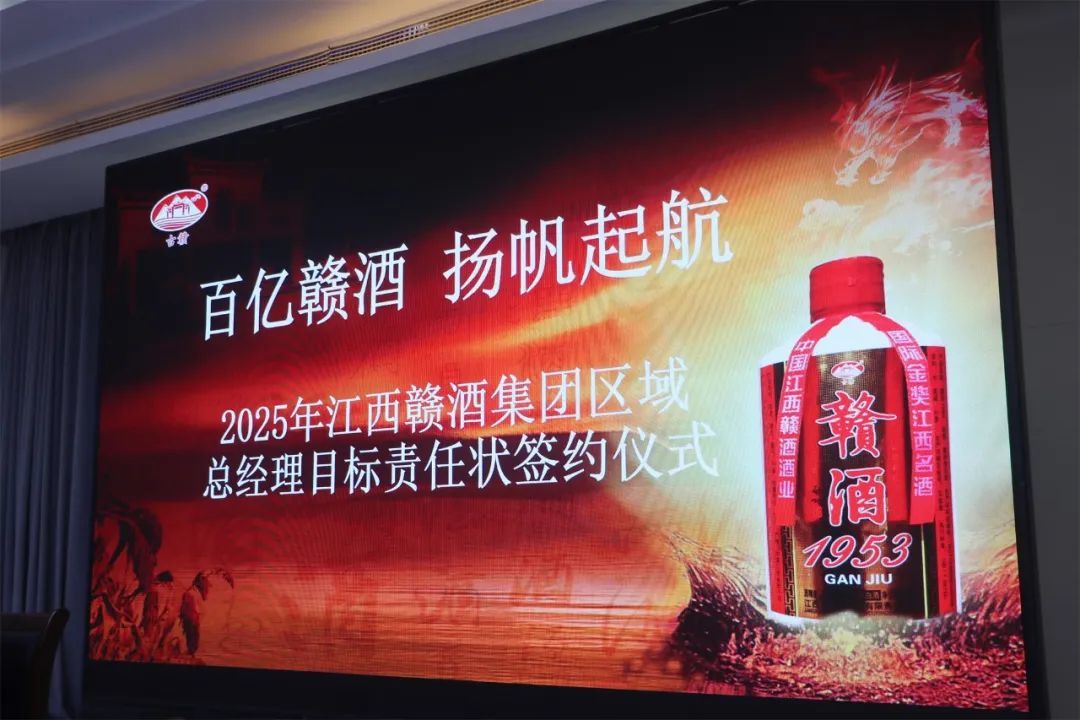 古赣
百亿赣酒 扬帆起航
2025年江西赣酒集团区域
总经理目标责任状签约仪式
中国江西赣酒酒业
国际金奖江西名酒
赣酒
1953
GAN JIU